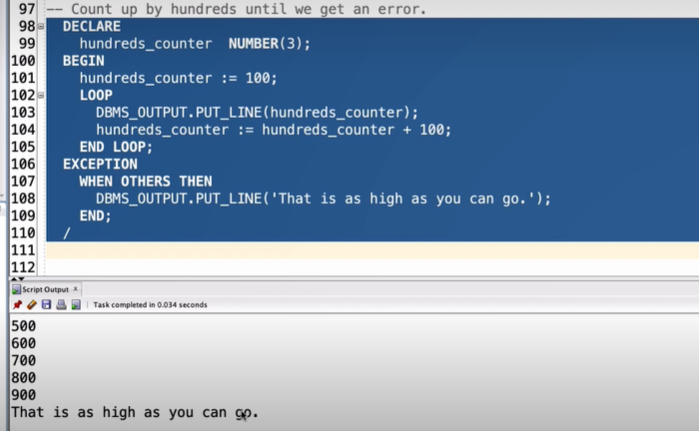 97 -- Count up by hundreds until we get an error.
98 DECLARE
99 hundreds_counter NUMBER(3);
100 BEGIN
101 hundreds_counter := 100;
102 LOOP
103 DBMS_OUTPUT.PUT_LINE(hundreds_counter);
104 hundreds_counter := hundreds_counter + 100;
105 END LOOP;
106 EXCEPTION
107 WHEN OTHERS THEN
108 DBMS_OUTPUT.PUT_LINE('That is as high as you can go.');
109 END;
110 /
111
112
Script Output x
Task completed in 0.034 seconds
500
600
700
800
900
That is as high as you can go.